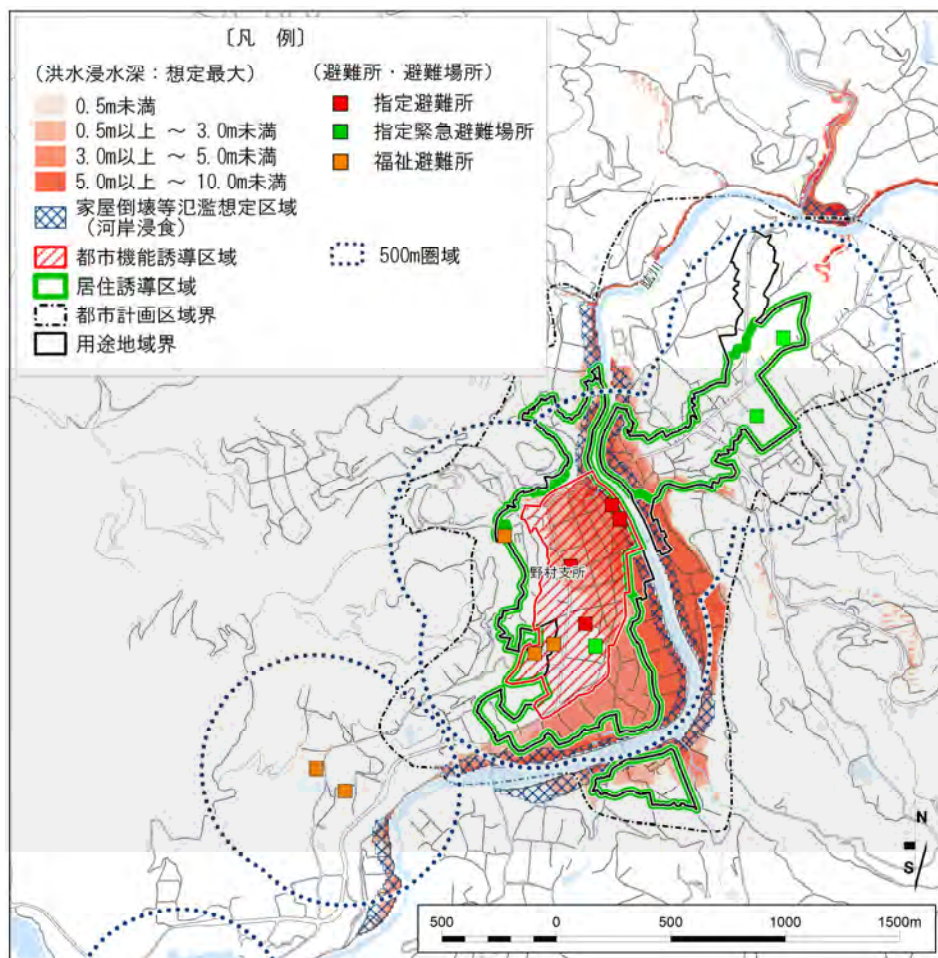 〔凡　例〕
（洪水浸水深：想定最大）
0.5m未満
0.5m以上 ～ 3.0m未満
3.0m以上 ～ 5.0m未満
5.0m以上 ～ 10.0m未満
家屋倒壊等氾濫想定区域
（河岸浸食）
都市機能誘導区域
居住誘導区域
都市計画区域界
用途地域界
（避難所・避難場所）
指定避難所
指定緊急避難場所
福祉避難所
500m圏域
野村支所
N
S
500 0 500 1000 1500m